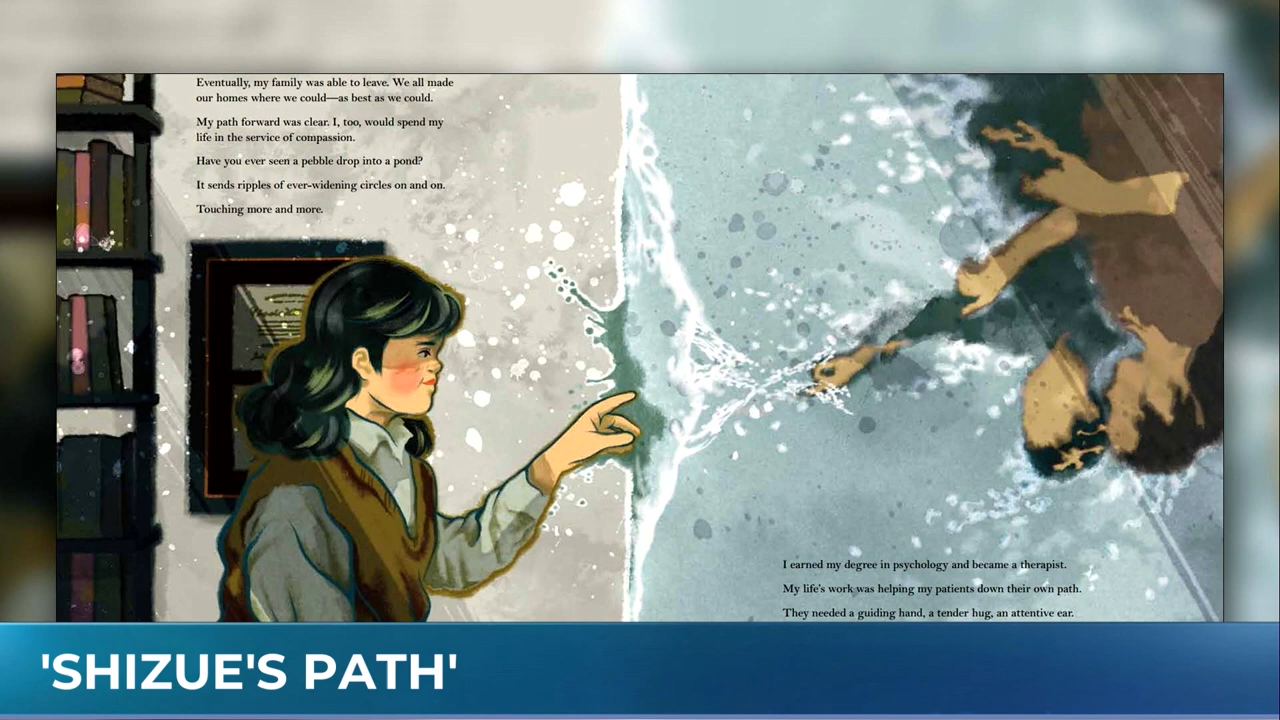 Eventually, my family was able to leave. We all made
our homes where we could—as best as we could.
My path forward was clear. I, too, would spend my
life in the service of compassion.
Have you ever seen a pebble drop into a pond?
It sends ripples of ever-widening circles on and on.
Touching more and more.
I earned my degree in psychology and became a therapist.
My life's work was helping my patients down their own path.
They needed a guiding hand, a tender hug, an attentive ear.
'SHIZUE'S PATH'